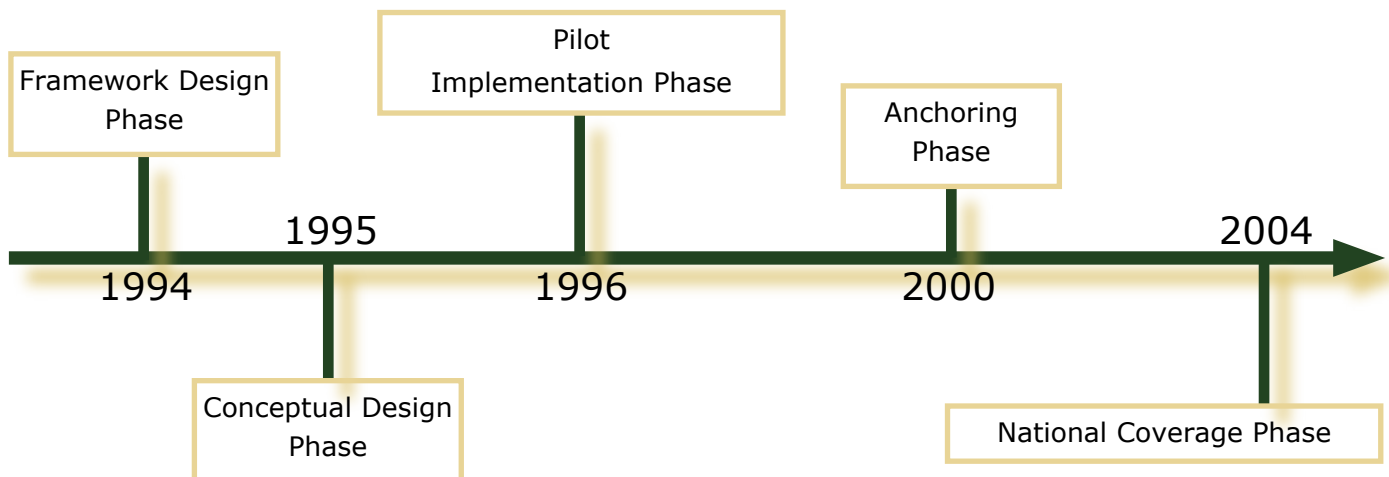 Framework Design
Phase
1994
1995
Conceptual Design
Phase
Pilot
Implementation Phase
1996
Anchoring
Phase
2000
2004
National Coverage Phase